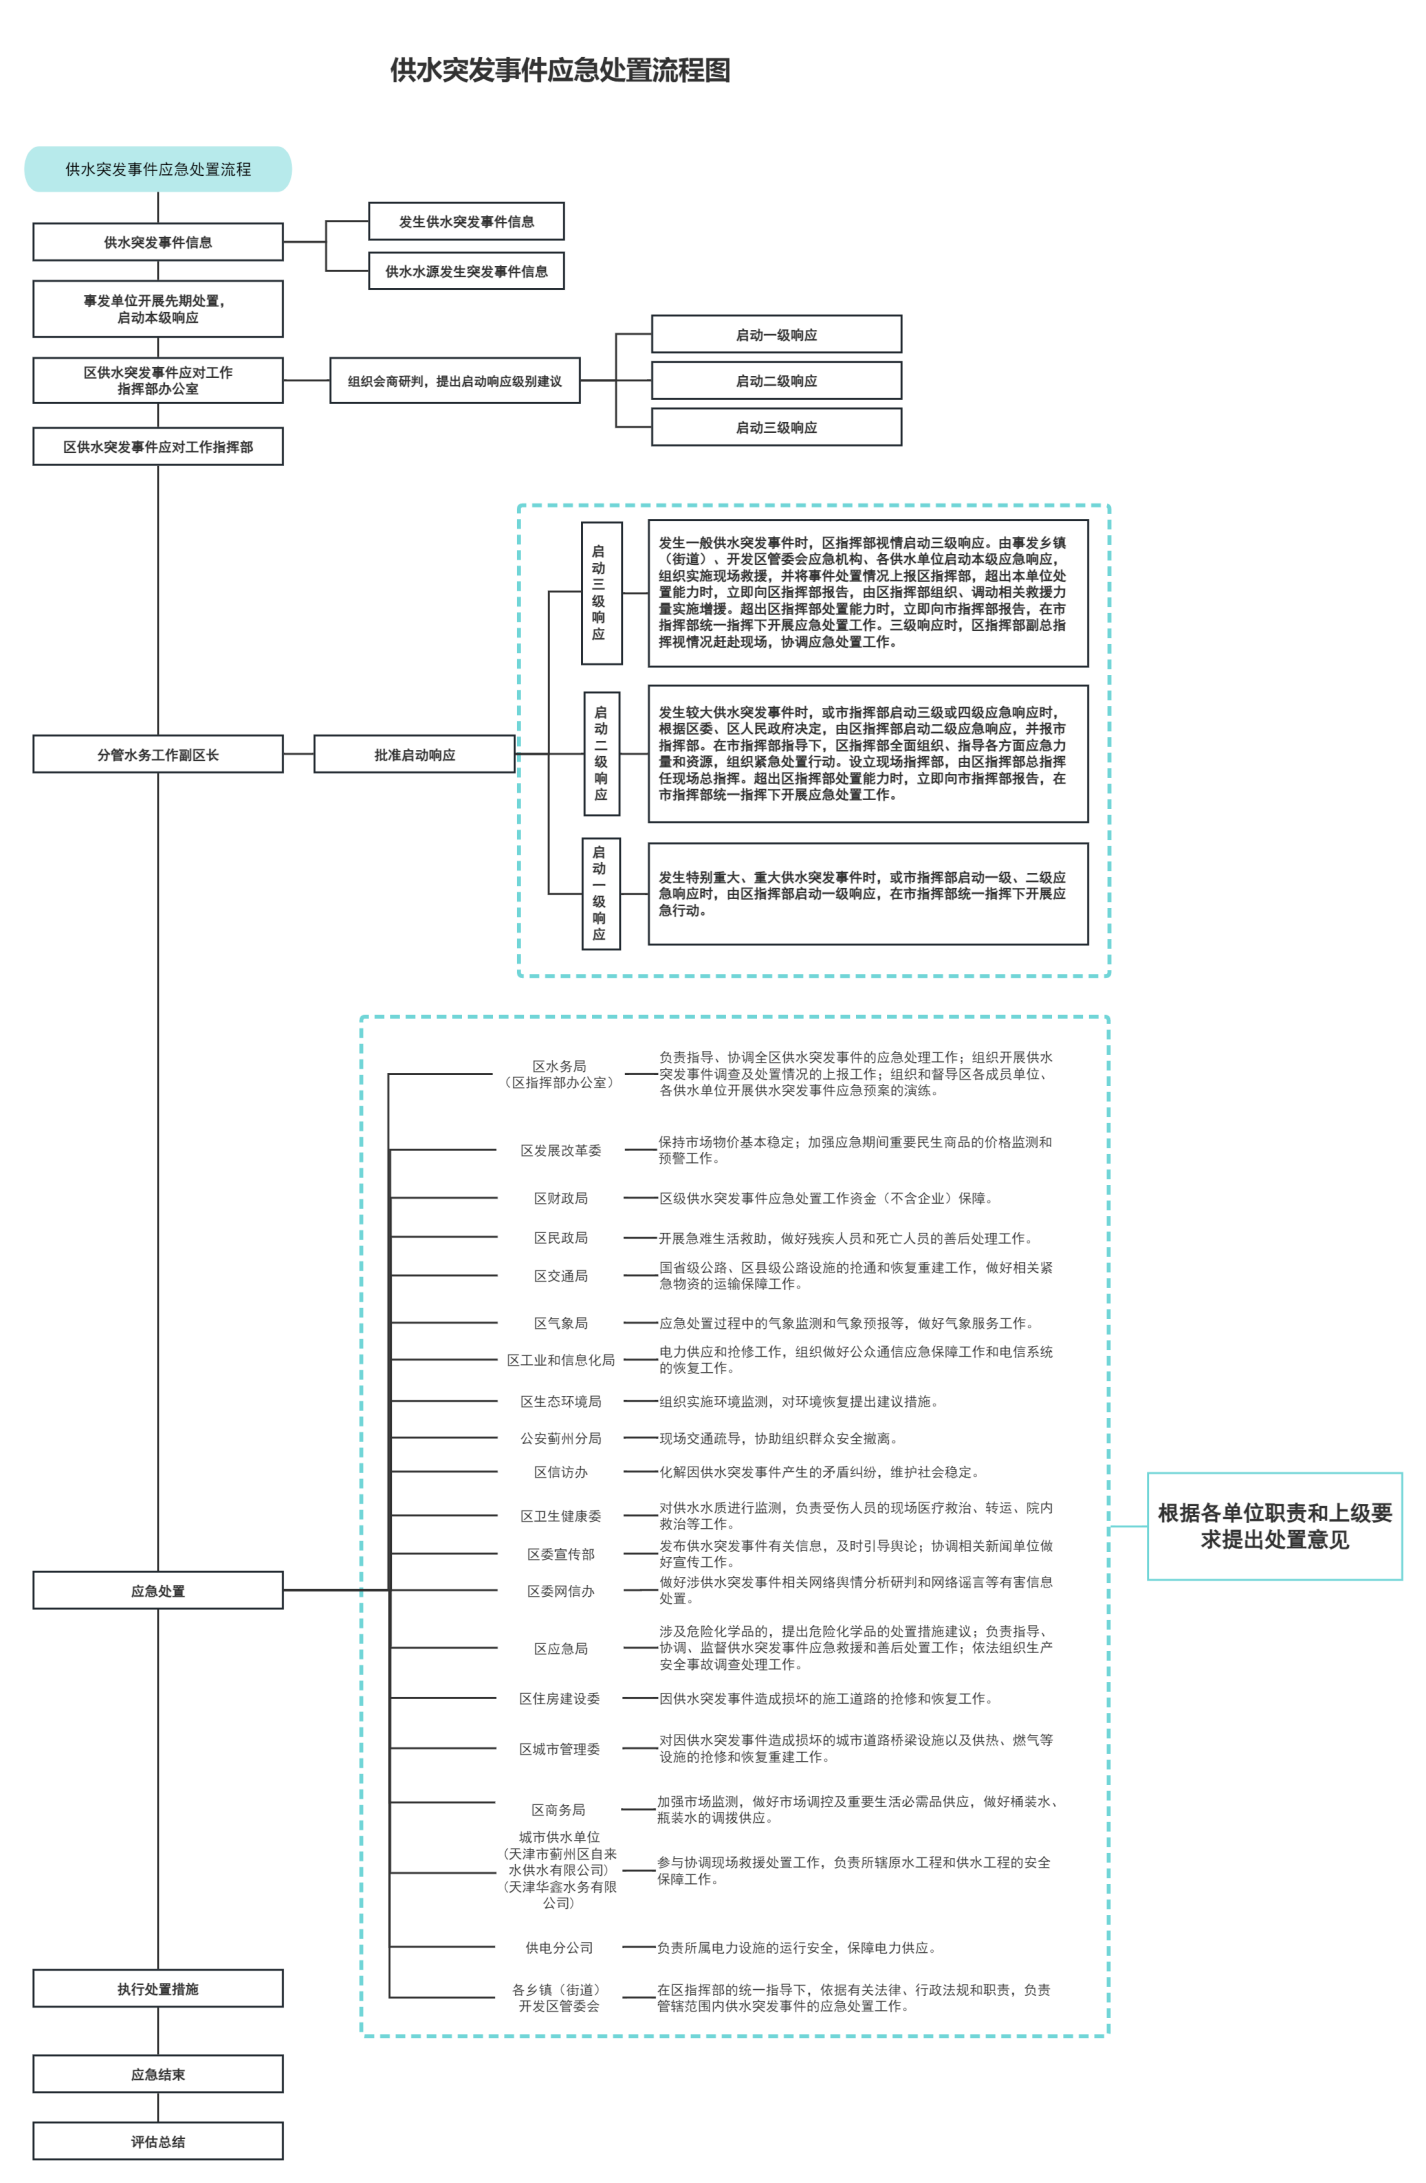 供水突发事件应急处置流程图
供水突发事件应急处置流程
供水突发事件信息
发生供水突发事件信息
供水水源发生突发事件信息
事发单位开展先期处置，
启动本级响应
区供水突发事件应对工作
指挥部办公室
组织会商研判，提出启动响应级别建议
启动一级响应
启动二级响应
启动三级响应
区供水突发事件应对工作指挥部
分管水务工作副区长
批准启动响应
启动三级响应
发生一般供水突发事件时，区指挥部视情启动三级响应。由事发乡镇
（街道）、开发区管委会应急机构、各供水单位启动本级应急响应，
组织实施现场救援，并将事件处置情况上报区指挥部，超出本单位处
置能力时，立即向区指挥部报告，由区指挥部组织、调动相关救援力
量实施增援。超出区指挥部处置能力时，立即向市指挥部报告，在市
指挥部统一指挥下开展应急处置工作。三级响应时，区指挥部副总指
挥视情况赶赴现场，协调应急处置工作。
启动二级响应
发生较大供水突发事件时，或市指挥部启动三级或四级应急响应时，
根据区委、区人民政府决定，由区指挥部启动二级应急响应，并报市
指挥部。在市指挥部指导下，区指挥部全面组织、指导各方面应急力
量和资源，组织紧急处置行动。设立现场指挥部，由区指挥部总指挥
任现场总指挥。超出区指挥部处置能力时，立即向市指挥部报告，在
市指挥部统一指挥下开展应急处置工作。
启动一级响应
发生特别重大、重大供水突发事件时，或市指挥部启动一级、二级应
急响应时，由区指挥部启动一级响应，在市指挥部统一指挥下开展应
急行动。
应急处置
区水务局
（区指挥部办公室）
负责指导、协调全区供水突发事件的应急处理工作；组织开展供水
突发事件调查及处置情况的上报工作；组织和督导区各成员单位、
各供水单位开展供水突发事件应急预案的演练。
区发展改革委
保持市场物价基本稳定；加强应急期间重要民生商品的价格监测和
预警工作。
区财政局
区级供水突发事件应急处置工作资金（不含企业）保障。
区民政局
开展急难生活救助，做好残疾人员和死亡人员的善后处理工作。
区交通局
国省级公路、区县级公路设施的抢通和恢复重建工作，做好相关紧
急物资的运输保障工作。
区气象局
应急处置过程中的气象监测和气象预报等，做好气象服务工作。
区工业和信息化局
电力供应和抢修工作，组织做好公众通信应急保障工作和电信系统
的恢复工作。
区生态环境局
组织实施环境监测，对环境恢复提出建议措施。
公安蓟州分局
现场交通疏导，协助组织群众安全撤离。
区信访办
化解因供水突发事件产生的矛盾纠纷，维护社会稳定。
区卫生健康委
对供水水质进行监测，负责受伤人员的现场医疗救治、转运、院内
救治等工作。
区委宣传部
发布供水突发事件有关信息，及时引导舆论；协调相关新闻单位做
好宣传工作。
区委网信办
做好涉供水突发事件相关网络舆情分析研判和网络谣言等有害信息
处置。
区应急局
涉及危险化学品的，提出危险化学品的处置措施建议；负责指导、
协调、监督供水突发事件应急救援和善后处置工作；依法组织生产
安全事故调查处理工作。
区住房建设委
因供水突发事件造成损坏的施工道路的抢修和恢复工作。
区城市管理委
对因供水突发事件造成损坏的城市道路桥梁设施以及供热、燃气等
设施的抢修和恢复重建工作。
区商务局
加强市场监测，做好市场调控及重要生活必需品供应，做好桶装水、
瓶装水的调拨供应。
城市供水单位
（天津市蓟州区自来
水供水有限公司）
（天津华鑫水务有限
公司）
参与协调现场救援处置工作，负责所辖原水工程和供水工程的安全
保障工作。
供电分公司
负责所属电力设施的运行安全，保障电力供应。
各乡镇（街道）
开发区管委会
在区指挥部的统一指导下，依据有关法律、行政法规和职责，负责
管辖范围内供水突发事件的应急处置工作。
根据各单位职责和上级要
求提出处置意见
执行处置措施
应急结束
评估总结